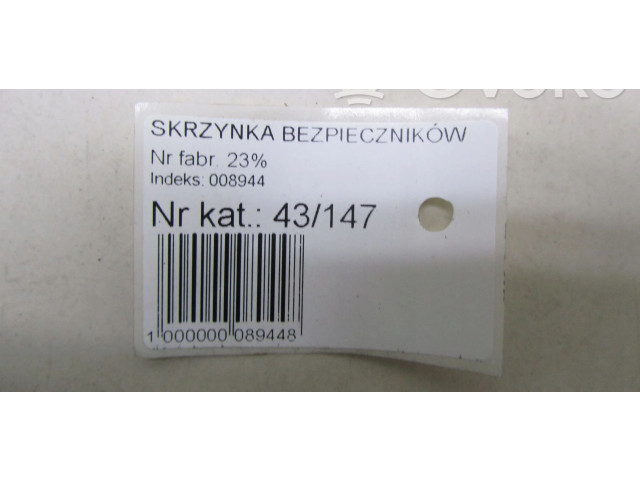 SKRZYNKA BEZPIECZNIKÓW
Nr fabr. 23%
Indeks: 008944
Nr kat.: 43/147
1 000000 089448